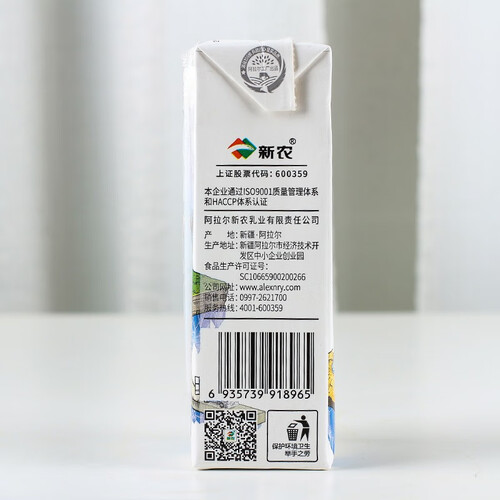 新农®
上证股票代码:600359
本企业通过ISO9001质量管理体系
和HACCP体系认证
阿拉尔新农乳业有限责任公司
产 地:新疆·阿拉尔
生产地址:新疆阿拉尔市经济技术开
发区中小企业创业园
食品生产许可证号:
SC10665900200266
公司网址:www.alexnry.com
销售电话:0997-2621700
服务热线:4001-600359
6 935739 918965
保护环境卫生
举手之劳